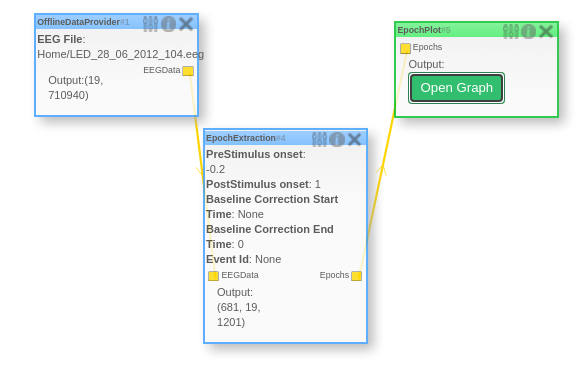 OfflineDataProvider#1
EEG File:
Home/LED_28_06_2012_104.eeg
EEGData
Output:(19,
710940)
EpochExtraction#4
PreStimulus onset:
-0.2
PostStimulus onset: 1
Baseline Correction Start
Time: None
Baseline Correction End
Time: 0
Event Id: None
EEGData
Epochs
Output:
(681, 19,
1201)
EpochPlot#5
Epochs
Output:
Open Graph